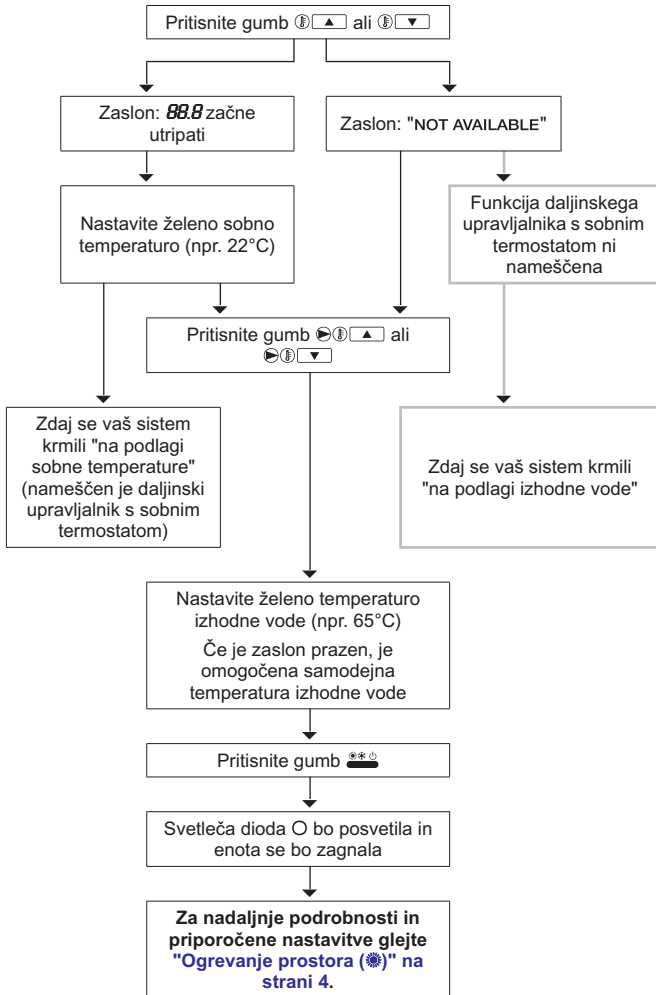 Pritisnite gumb ▲ ali ▼
Zaslon: 88.8 začne
utripati
Zaslon: "NOT AVAILABLE"
Nastavite želeno sobno
temperaturo (npr. 22°C)
Funkcija daljinskega
upravljalnika s sobnim
termostatom ni
nameščena
Pritisnite gumb ▲ ali
▼
Zdaj se vaš sistem
krmili "na podlagi
sobne temperature"
(nameščen je daljinski
upravljalnik s sobnim
termostatom)
Zdaj se vaš sistem krmili
"na podlagi izhodne vode"
Nastavite želeno temperaturo
izhodne vode (npr. 65°C)
Če je zaslon prazen, je
omogočena samodejna
temperatura izhodne vode
Pritisnite gumb
Svetleča dioda O bo posvetila in
enota se bo zagnala
Za nadaljnje podrobnosti in
priporočene nastavitve glejte
"Ogrevanje prostora (☀)" na
strani 4.